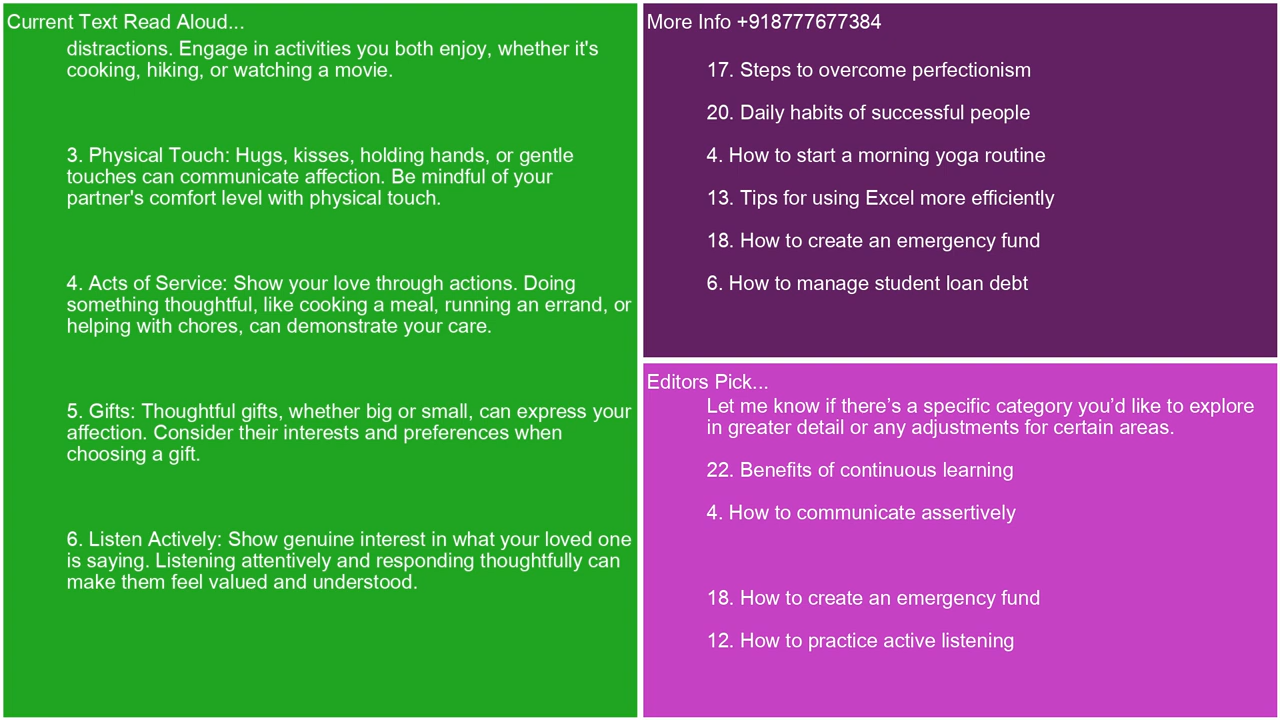 Current Text Read Aloud...
distractions. Engage in activities you both enjoy, whether it's
cooking, hiking, or watching a movie.
3. Physical Touch: Hugs, kisses, holding hands, or gentle
touches can communicate affection. Be mindful of your
partner's comfort level with physical touch.
4. Acts of Service: Show your love through actions. Doing
something thoughtful, like cooking a meal, running an errand, or
helping with chores, can demonstrate your care.
5. Gifts: Thoughtful gifts, whether big or small, can express your
affection. Consider their interests and preferences when
choosing a gift.
6. Listen Actively: Show genuine interest in what your loved one
is saying. Listening attentively and responding thoughtfully can
make them feel valued and understood.
More Info +918777677384
17. Steps to overcome perfectionism
20. Daily habits of successful people
4. How to start a morning yoga routine
13. Tips for using Excel more efficiently
18. How to create an emergency fund
6. How to manage student loan debt
Editors Pick...
Let me know if there’s a specific category you’d like to explore
in greater detail or any adjustments for certain areas.
22. Benefits of continuous learning
4. How to communicate assertively
18. How to create an emergency fund
12. How to practice active listening